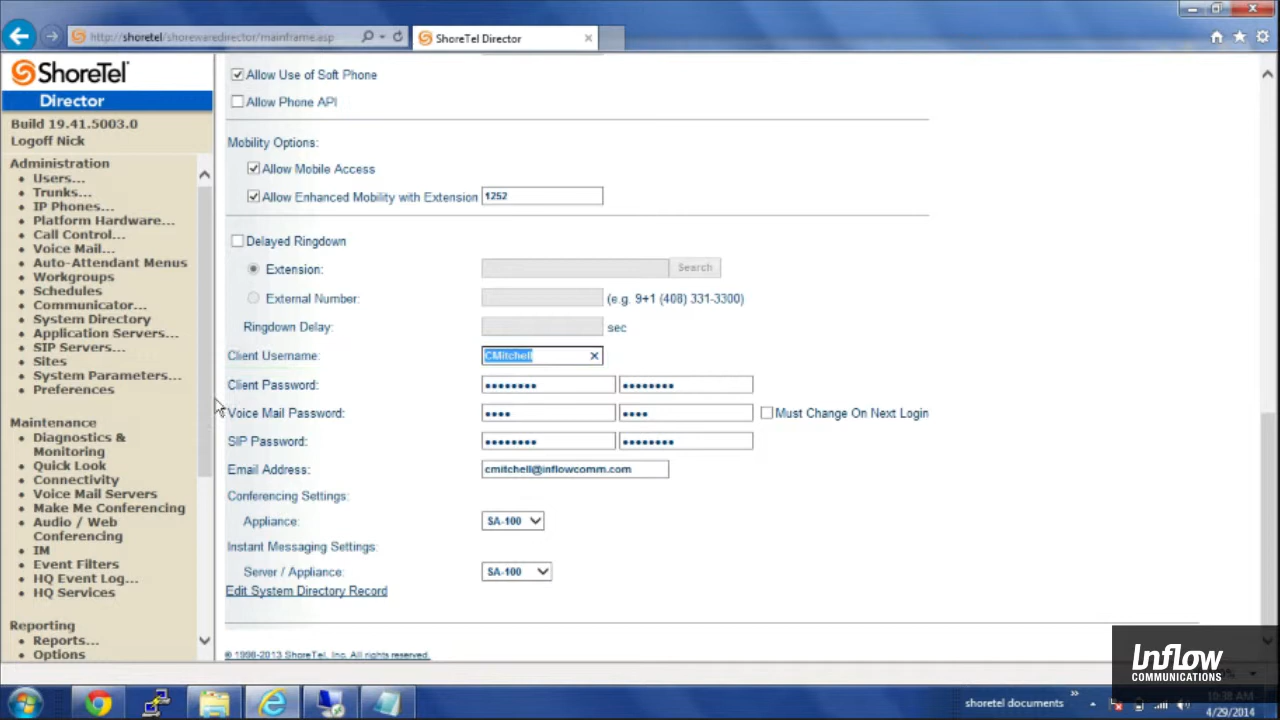 http://shoretel/shorewaredirector/mainframe.asp
ShoreTel Director
ShoreTel
Director
Build 19.41.5003.0
Logoff Nick
Administration
Users...
Trunks...
IP Phones...
Platform Hardware...
Call Control...
Voice Mail...
Auto-Attendant Menus
Workgroups
Schedules
Communicator...
System Directory
Application Servers...
SIP Servers...
Sites
System Parameters...
Preferences
Maintenance
Diagnostics &
Monitoring
Quick Look
Connectivity
Voice Mail Servers
Make Me Conferencing
Audio / Web
Conferencing
IM
Event Filters
HQ Event Log...
HQ Services
Reporting
Reports...
Options
Allow Use of Soft Phone
Allow Phone API
Mobility Options:
Allow Mobile Access
Allow Enhanced Mobility with Extension 1252
Delayed Ringdown
Extension: Search
External Number: (e.g. 9+1 (408) 331-3300)
Ringdown Delay: sec
Client Username: CMitchell
Client Password: •••••••• ••••••••
Voice Mail Password: •••• •••• Must Change On Next Login
SIP Password: •••••••• ••••••••
Email Address: cmitchell@inflowcomm.com
Conferencing Settings:
Appliance: SA-100
Instant Messaging Settings:
Server / Appliance: SA-100
Edit System Directory Record
© 1998-2013 ShoreTel, Inc. All rights reserved.
Inflow
COMMUNICATIONS
shoretel documents
10:38 AM
4/29/2014